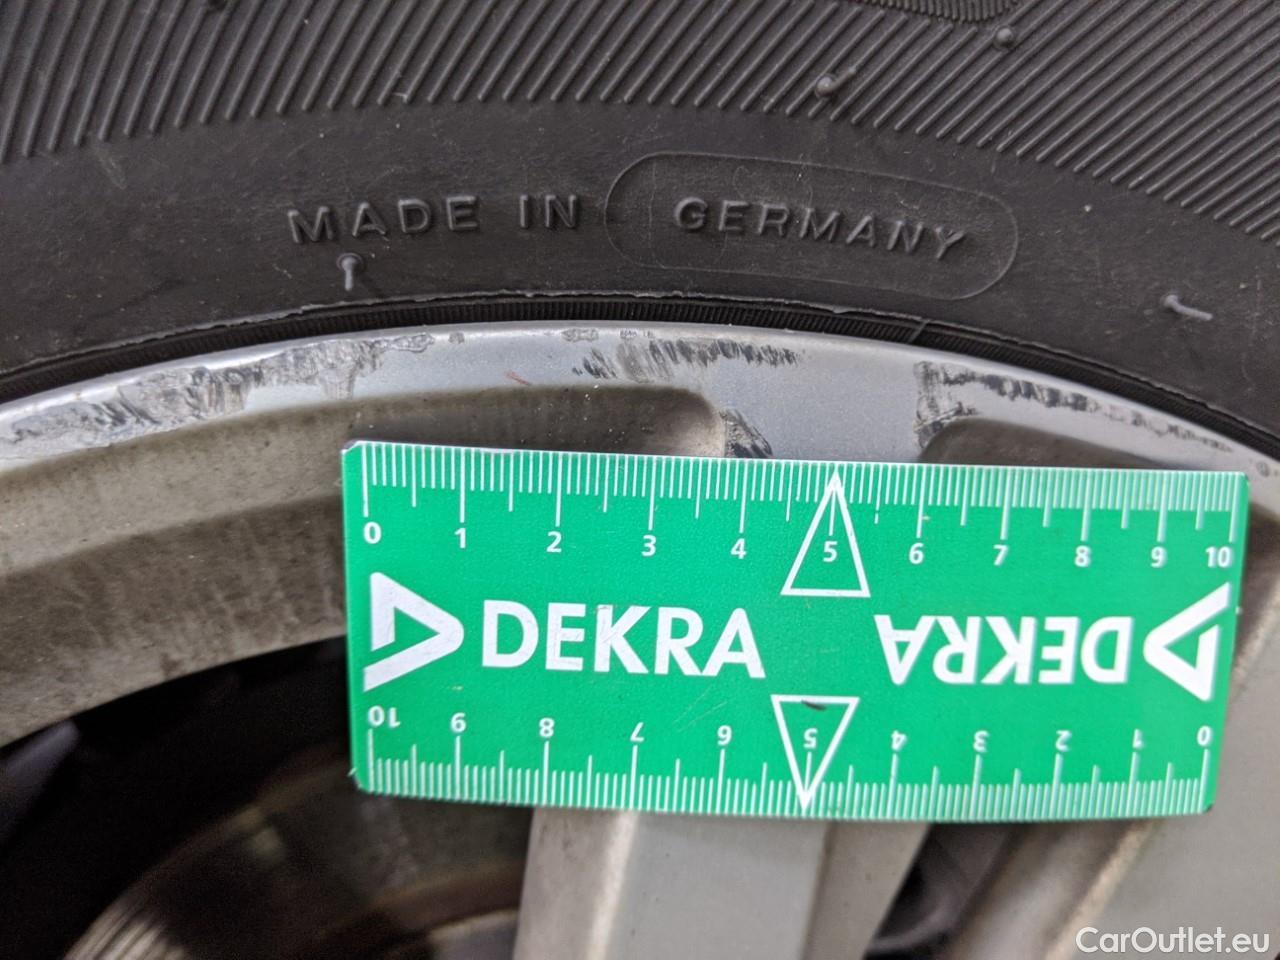 MADE IN GERMANY
0 1 2 3 4 5 6 7 8 9 10
DEKRA DEKRA
10 9 8 7 6 5 4 3 2 1 0
CarOutlet.eu